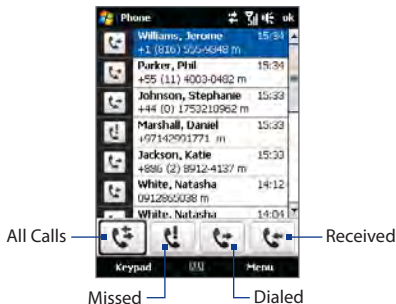 Phone ok
Williams, Jerome 15:34
+1 (816) 555-9848 m
Parker, Phil 15:34
+55 (11) 4003-0482 m
Johnson, Stephanie 15:33
+44 (0) 1753210962 m
Marshall, Daniel 15:33
+97142991771 m
Jackson, Katie 15:33
+886 (2) 8912-4137 m
White, Natasha 14:12
0912865038 m
White, Natasha 14:04
All Calls
Received
Keypad Menu
Missed
Dialed